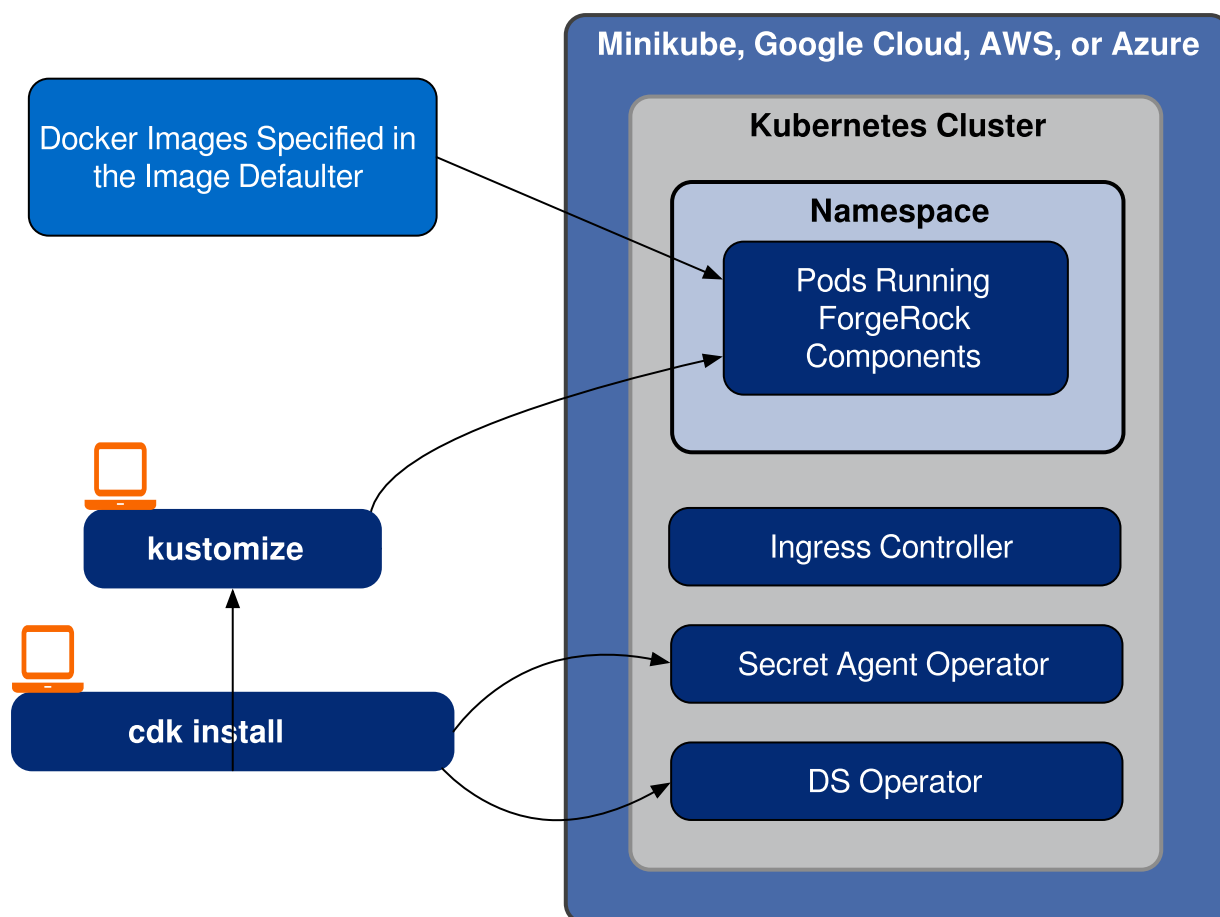 Minikube, Google Cloud, AWS, or Azure
Docker Images Specified in
the Image Defaulter
Kubernetes Cluster
Namespace
Pods Running
ForgeRock
Components
kustomize
Ingress Controller
Secret Agent Operator
cdk install
DS Operator